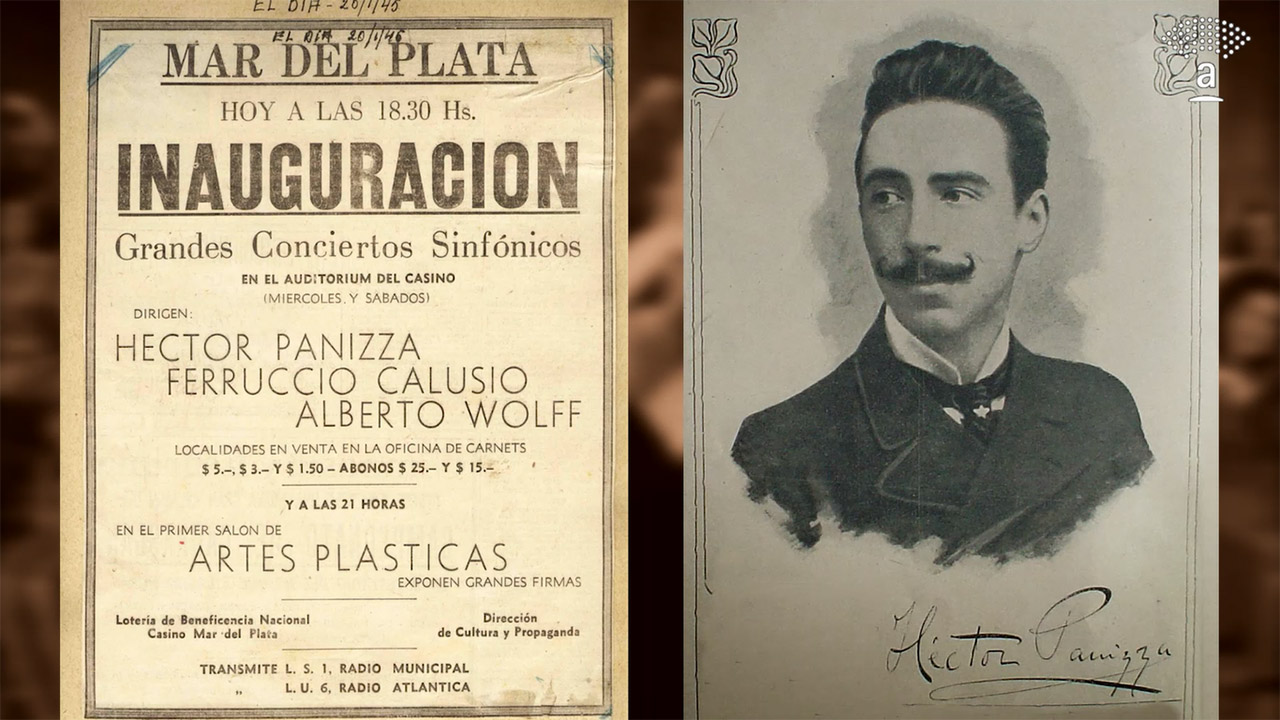 EL DIA - 20/1/45
EL DIA 20/1/46
MAR DEL PLATA
HOY A LAS 18.30 Hs.
INAUGURACION
Grandes Conciertos Sinfónicos
EN EL AUDITORIUM DEL CASINO
(MIERCOLES Y SABADOS)
DIRIGEN:
HECTOR PANIZZA
FERRUCCIO CALUSIO
ALBERTO WOLFF
LOCALIDADES EN VENTA EN LA OFICINA DE CARNETS
$ 5.–, $ 3.– Y $ 1.50 – ABONOS $ 25.– Y $ 15.–
Y A LAS 21 HORAS
EN EL PRIMER SALON DE
ARTES PLASTICAS
EXPONEN GRANDES FIRMAS
Lotería de Beneficencia Nacional
Casino Mar del Plata
Dirección
de Cultura y Propaganda
TRANSMITE L. S. 1, RADIO MUNICIPAL
„ L. U. 6, RADIO ATLANTICA
a
Héctor Panizza